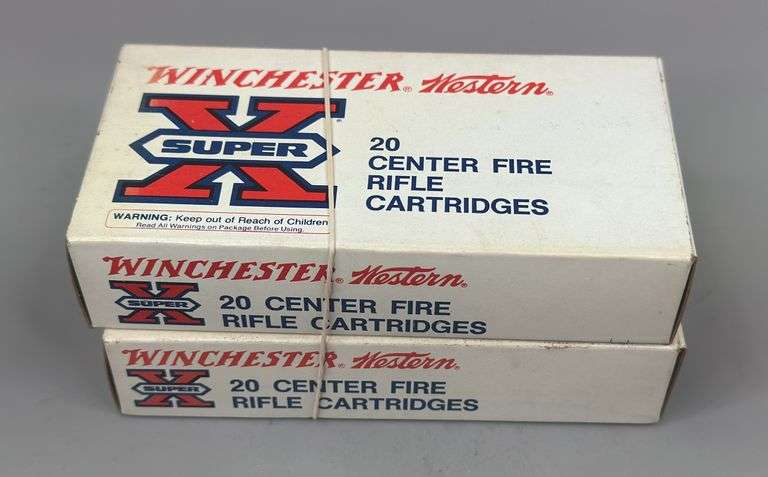 WINCHESTER® Western®
SUPER X®
20
CENTER FIRE
RIFLE
CARTRIDGES
WARNING: Keep out of Reach of Children
Read All Warnings on Package Before Using.
WINCHESTER® Western®
SUPER X
20 CENTER FIRE
RIFLE CARTRIDGES
WINCHESTER® Western®
SUPER X
20 CENTER FIRE
RIFLE CARTRIDGES